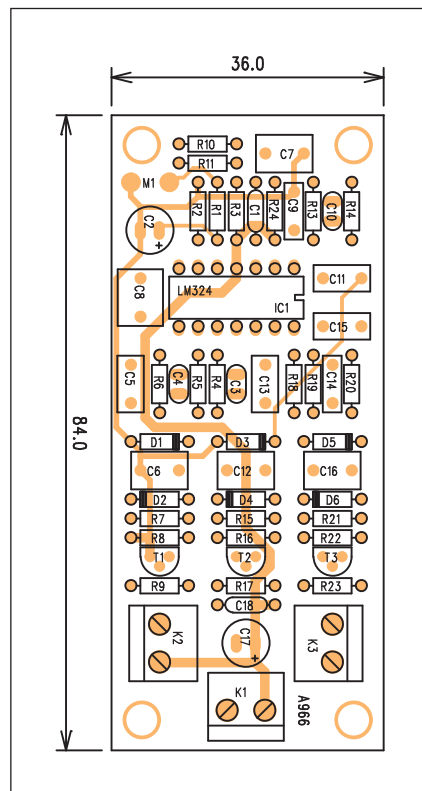 36.0
84.0
R10
R11
C7
M1
R2
R1
R3
C1
R24
C9
R13
C10
R14
C2
+
C8
LM324
IC1
C11
C15
C5
R6
C4
R5
R4
C3
C13
R18
R19
C14
R20
D1
D3
D5
C6
C12
C16
D2
D4
D6
R7
R15
R21
R8
R16
R22
T1
T2
T3
R9
R17
R23
C18
K2
C17
+
K3
K1
A966